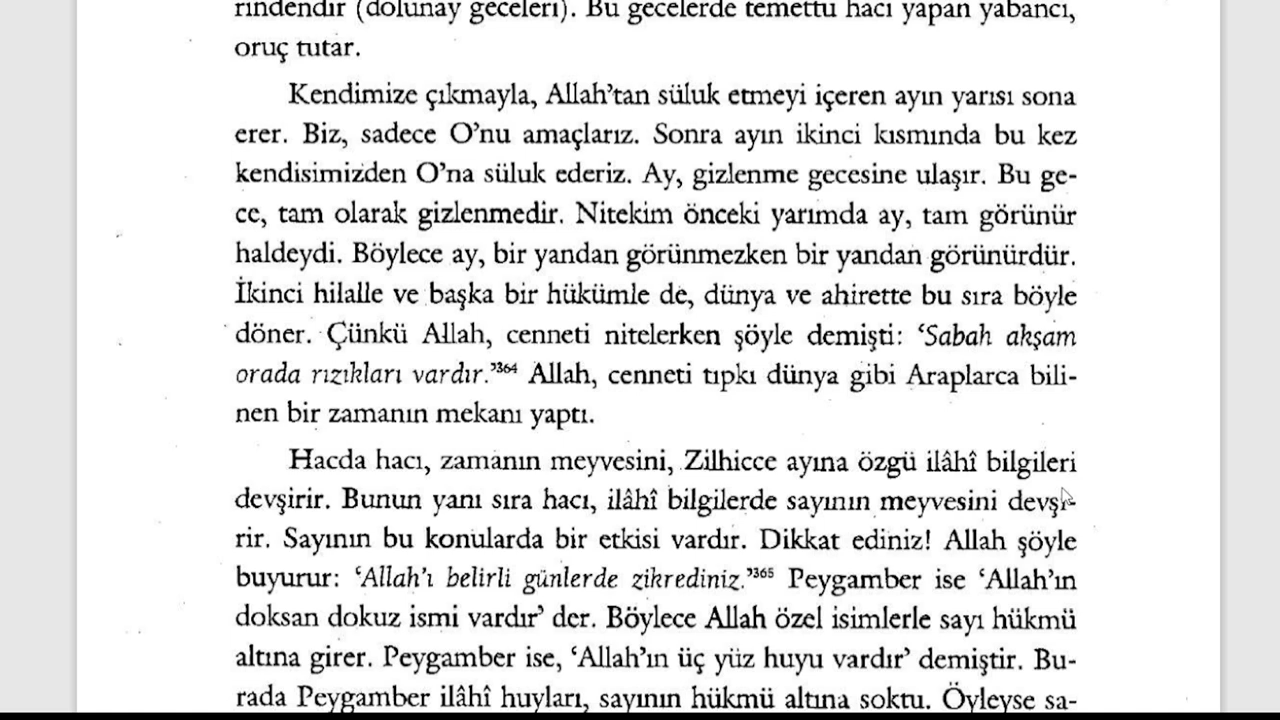 rindendir (dolunay geceleri). Bu gecelerde temettu hacı yapan yabancı,
oruç tutar.
Kendimize çıkmayla, Allah’tan süluk etmeyi içeren ayın yarısı sona
erer. Biz, sadece O’nu amaçlarız. Sonra ayın ikinci kısmında bu kez
kendisimizden O’na süluk ederiz. Ay, gizlenme gecesine ulaşır. Bu ge-
ce, tam olarak gizlenmedir. Nitekim önceki yarımda ay, tam görünür
haldeydi. Böylece ay, bir yandan görünmezken bir yandan görünürdür.
İkinci hilalle ve başka bir hükümle de, dünya ve ahirette bu sıra böyle
döner. Çünkü Allah, cenneti nitelerken şöyle demişti: ‘Sabah akşam
orada rızıkları vardır.’³⁶⁴ Allah, cenneti tıpkı dünya gibi Araplarca bili-
nen bir zamanın mekanı yaptı.
Hacda hacı, zamanın meyvesini, Zilhicce ayına özgü ilâhî bilgileri
devşirir. Bunun yanı sıra hacı, ilâhî bilgilerde sayının meyvesini devşi-
rir. Sayının bu konularda bir etkisi vardır. Dikkat ediniz! Allah şöyle
buyurur: ‘Allah’ı belirli günlerde zikrediniz.’³⁶⁵ Peygamber ise ‘Allah’ın
doksan dokuz ismi vardır’ der. Böylece Allah özel isimlerle sayı hükmü
altına girer. Peygamber ise, ‘Allah’ın üç yüz huyu vardır’ demiştir. Bu-
rada Peygamber ilâhî huyları, sayının hükmü altına soktu. Öyleyse sa-